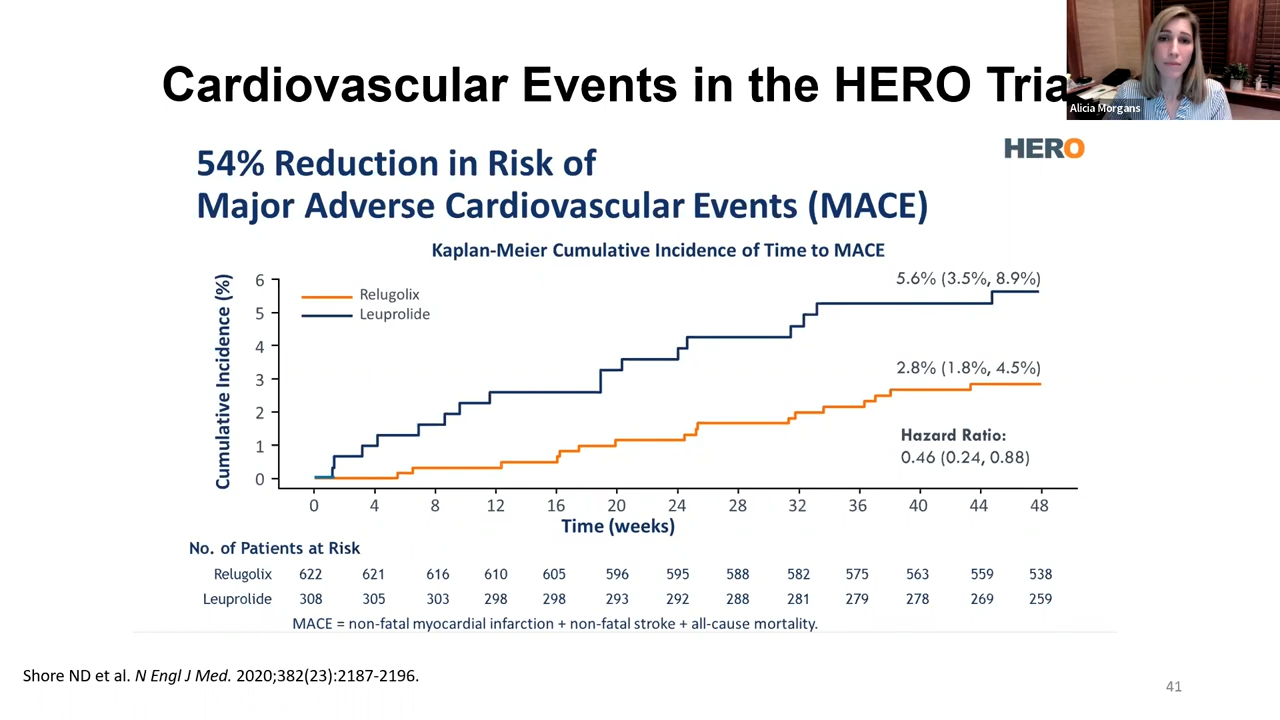 Cardiovascular Events in the HERO Tria
Alicia Morgans
HERO
54% Reduction in Risk of
Major Adverse Cardiovascular Events (MACE)
Kaplan-Meier Cumulative Incidence of Time to MACE
Cumulative Incidence (%)
6
5
4
3
2
1
0
Relugolix
Leuprolide
5.6% (3.5%, 8.9%)
2.8% (1.8%, 4.5%)
Hazard Ratio:
0.46 (0.24, 0.88)
0 4 8 12 16 20 24 28 32 36 40 44 48
Time (weeks)
No. of Patients at Risk
Relugolix 622 621 616 610 605 596 595 588 582 575 563 559 538
Leuprolide 308 305 303 298 298 293 292 288 281 279 278 269 259
MACE = non-fatal myocardial infarction + non-fatal stroke + all-cause mortality.
Shore ND et al. N Engl J Med. 2020;382(23):2187-2196.
41